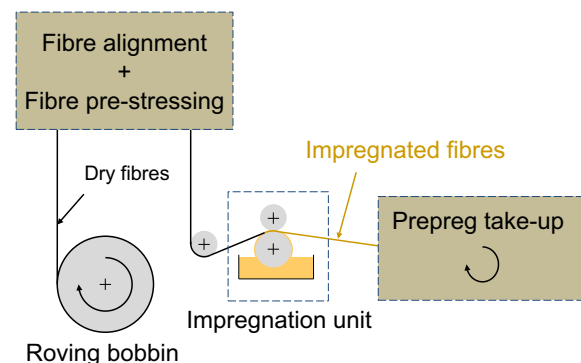 Fibre alignment
+
Fibre pre-stressing
Dry fibres
Impregnated fibres
Prepreg take-up
Impregnation unit
Roving bobbin